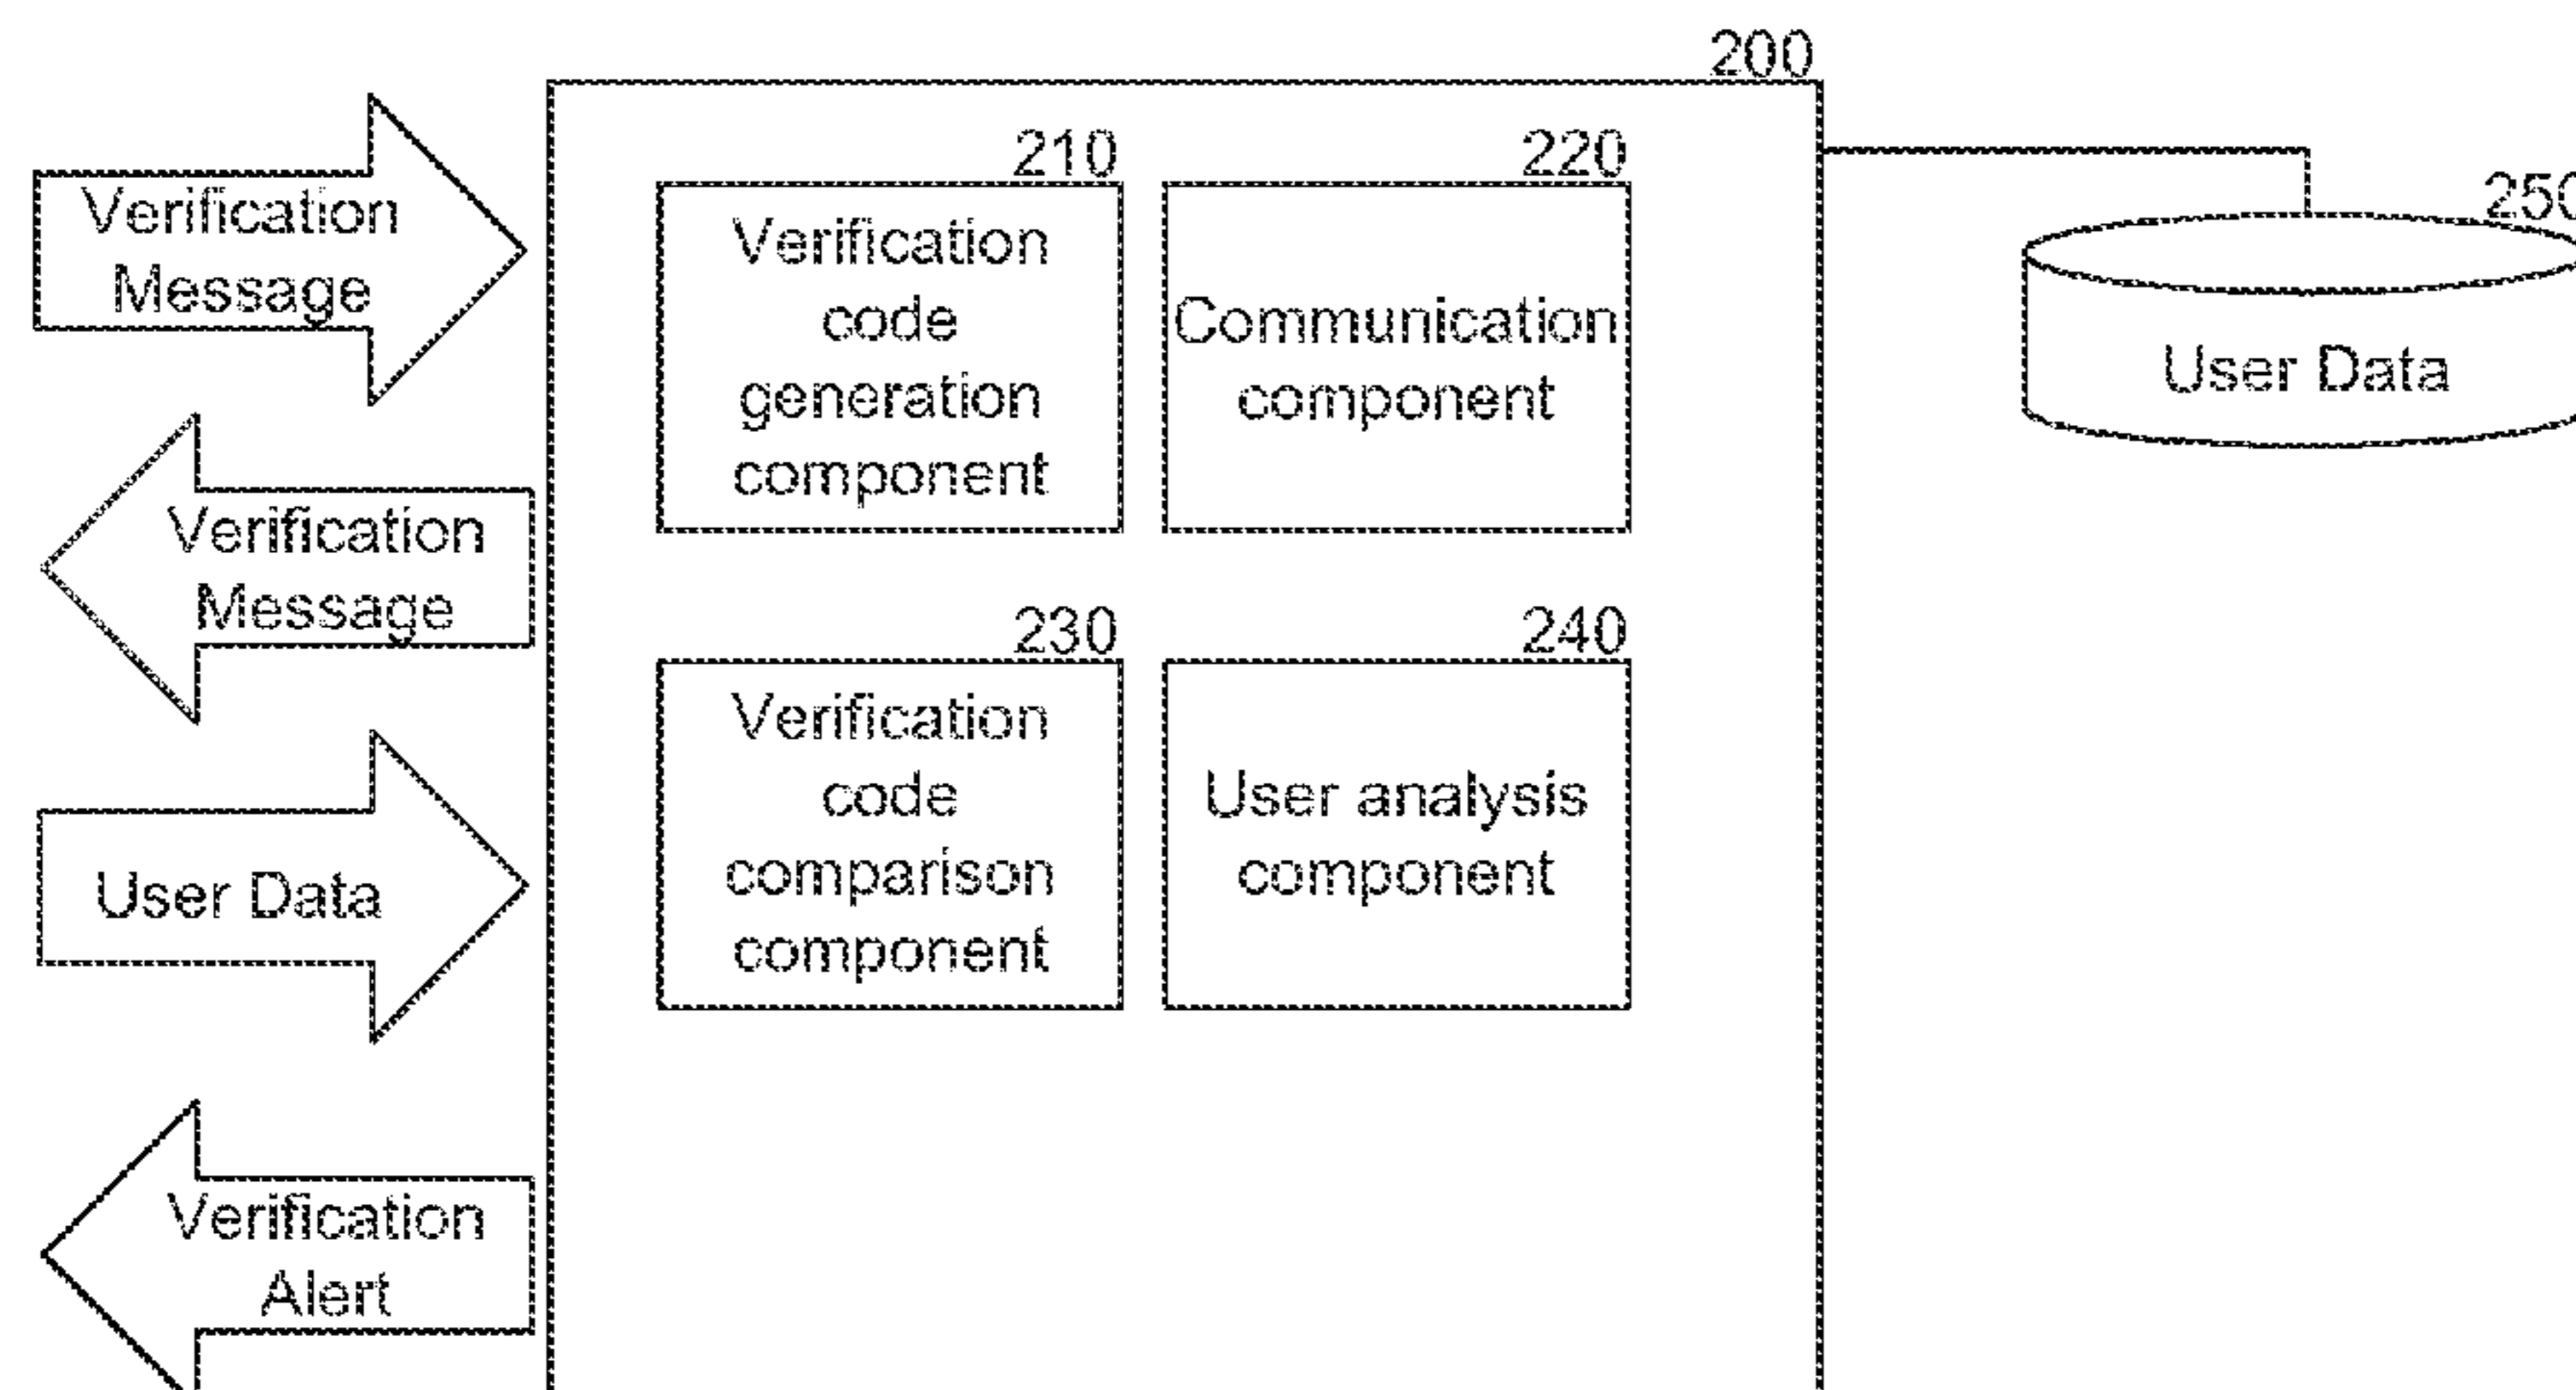 200
Verification
Message
Verification
Message
User Data
Verification
Alert
210
Verification
code
generation
component
220
Communication
component
230
Verification
code
comparison
component
240
User analysis
component
250
User Data